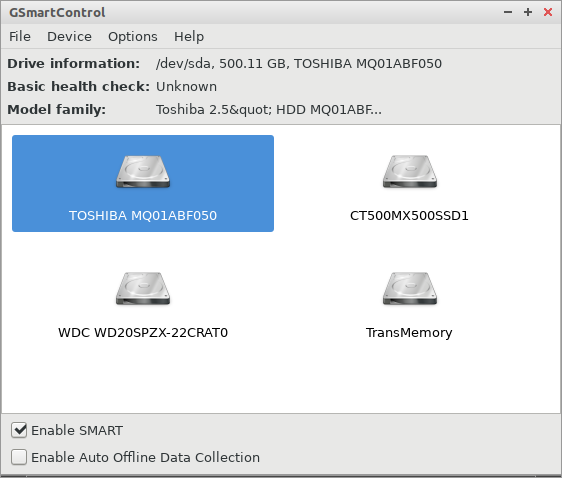 GSmartControl
File Device Options Help
Drive information: /dev/sda, 500.11 GB, TOSHIBA MQ01ABF050
Basic health check: Unknown
Model family: Toshiba 2.5&quot; HDD MQ01ABF...
TOSHIBA MQ01ABF050 CT500MX500SSD1
WDC WD20SPZX-22CRAT0 TransMemory
Enable SMART
Enable Auto Offline Data Collection